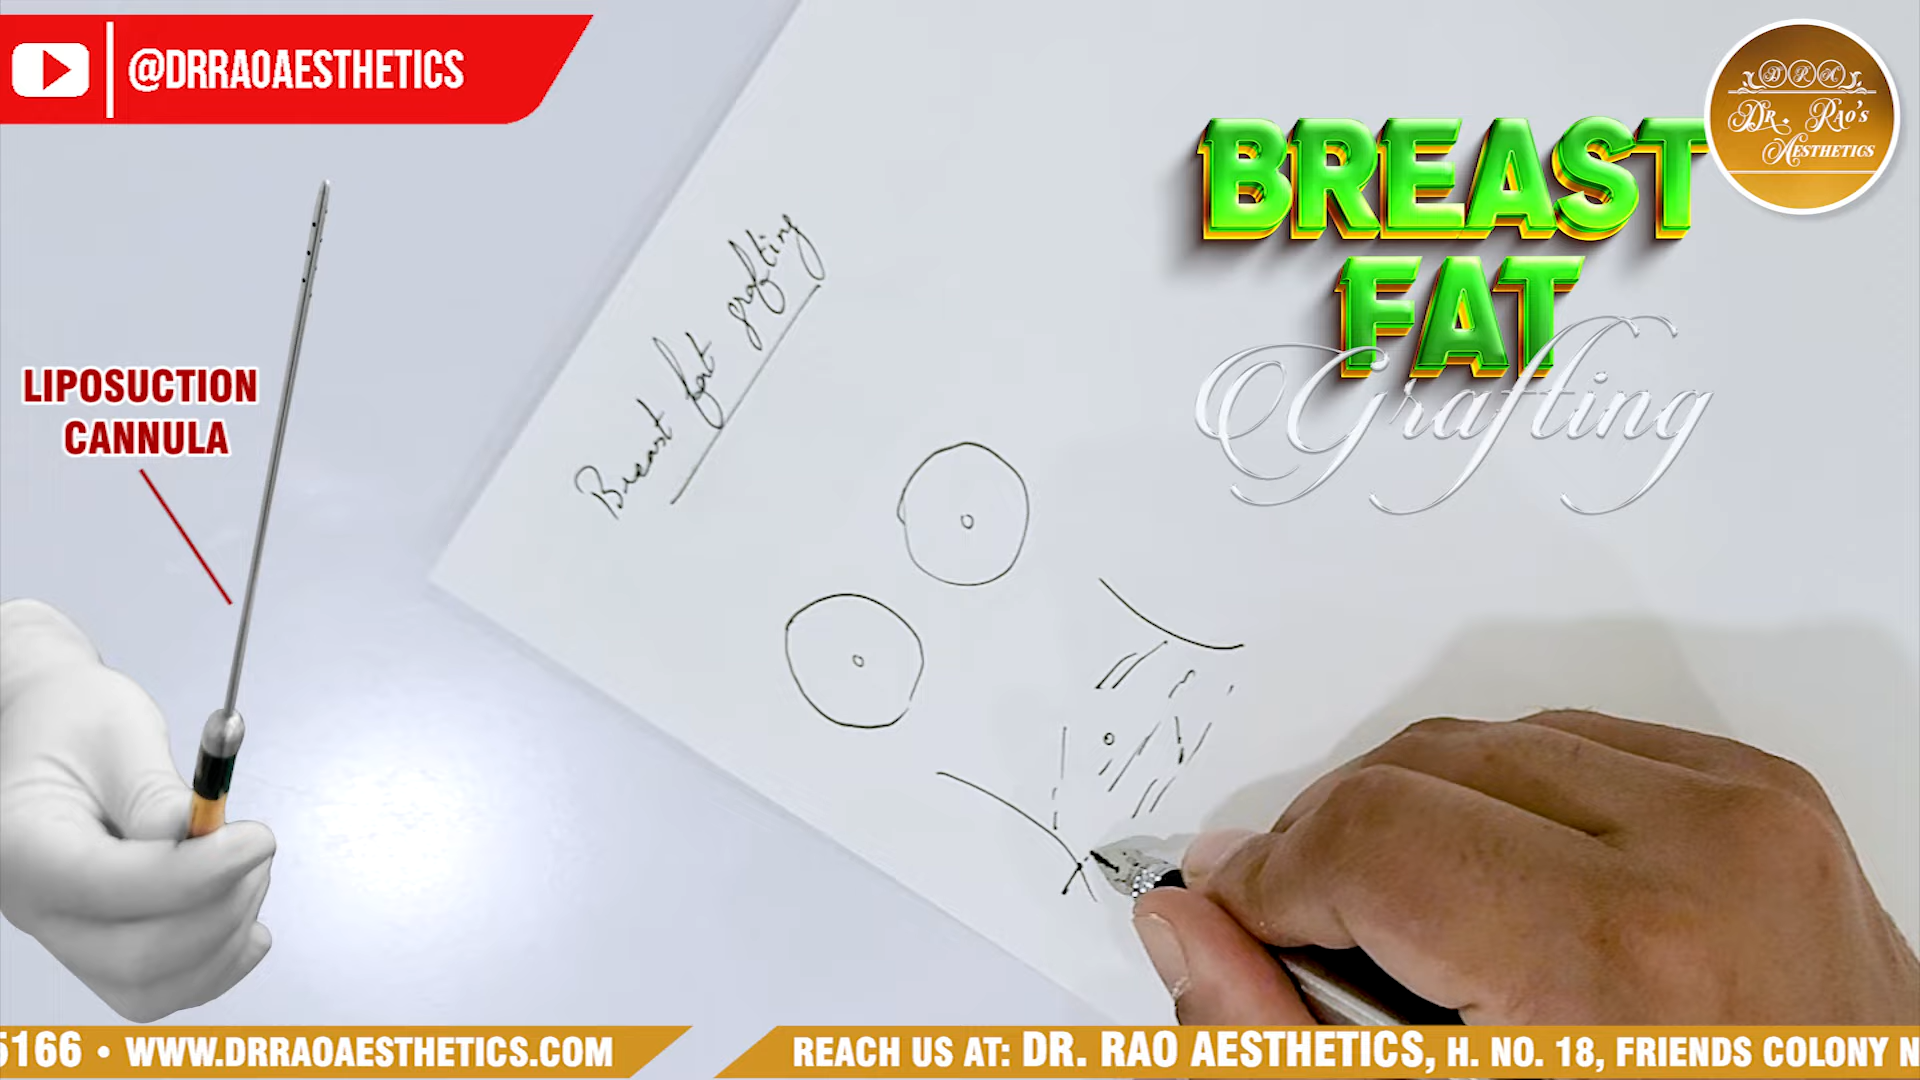 @DRRAOAESTHETICS
DRA
Dr. Rao's
Aesthetics
BREAST
FAT
Grafting
Breast fat grafting
LIPOSUCTION
CANNULA
5166 • WWW.DRRAOAESTHETICS.COM
REACH US AT: DR. RAO AESTHETICS, H. NO. 18, FRIENDS COLONY N